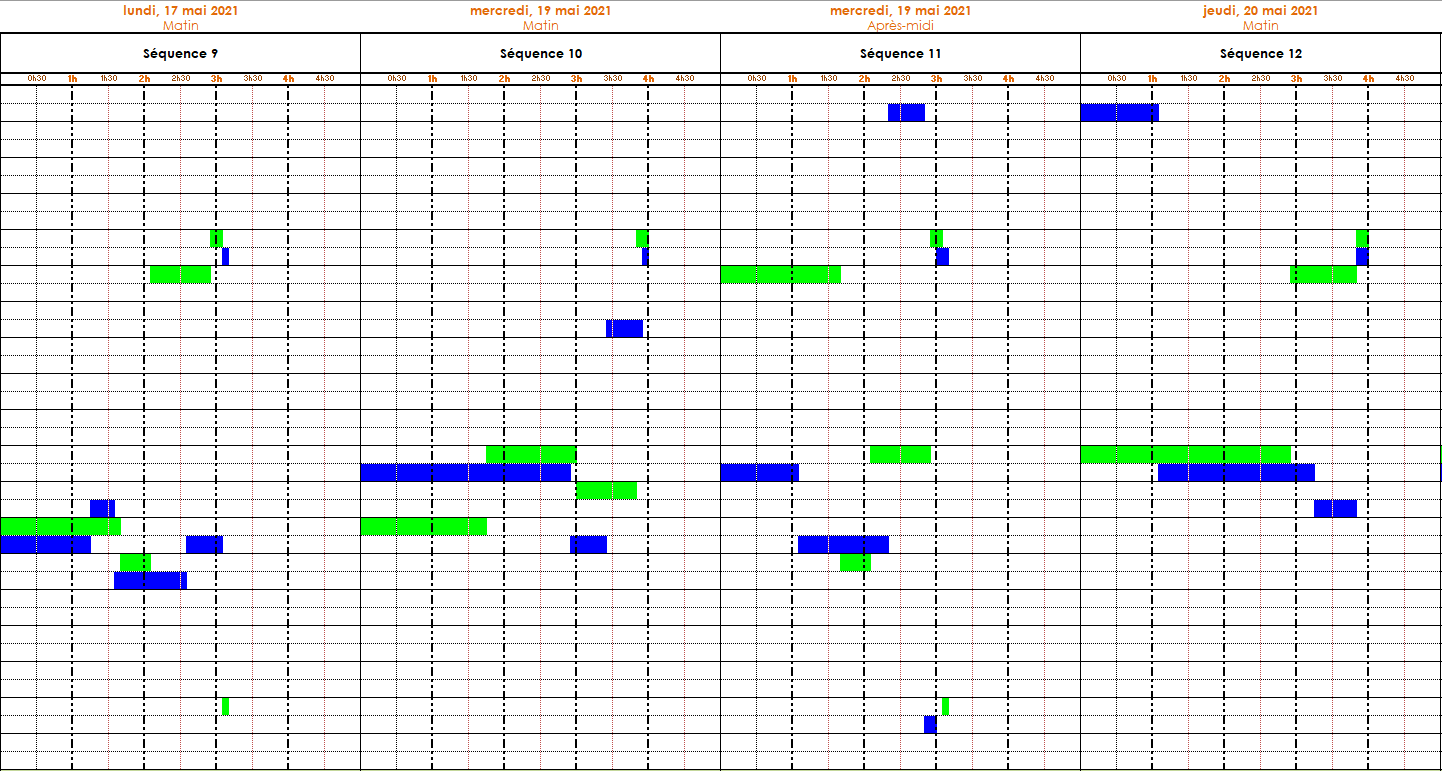 lundi, 17 mai 2021 mercredi, 19 mai 2021 mercredi, 19 mai 2021 jeudi, 20 mai 2021
Matin Matin Après-midi Matin
Séquence 9 Séquence 10 Séquence 11 Séquence 12
0h30 1h 1h30 2h 2h30 3h 3h30 4h 4h30 0h30 1h 1h30 2h 2h30 3h 3h30 4h 4h30 0h30 1h 1h30 2h 2h30 3h 3h30 4h 4h30 0h30 1h 1h30 2h 2h30 3h 3h30 4h 4h30